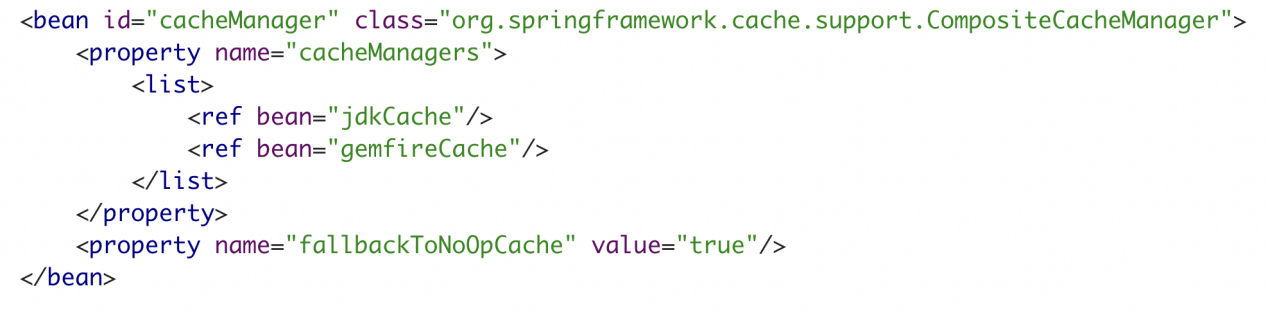 <bean id="cacheManager" class="org.springframework.cache.support.CompositeCacheManager">
    <property name="cacheManagers">
        <list>
            <ref bean="jdkCache"/>
            <ref bean="gemfireCache"/>
        </list>
    </property>
    <property name="fallbackToNoOpCache" value="true"/>
</bean>